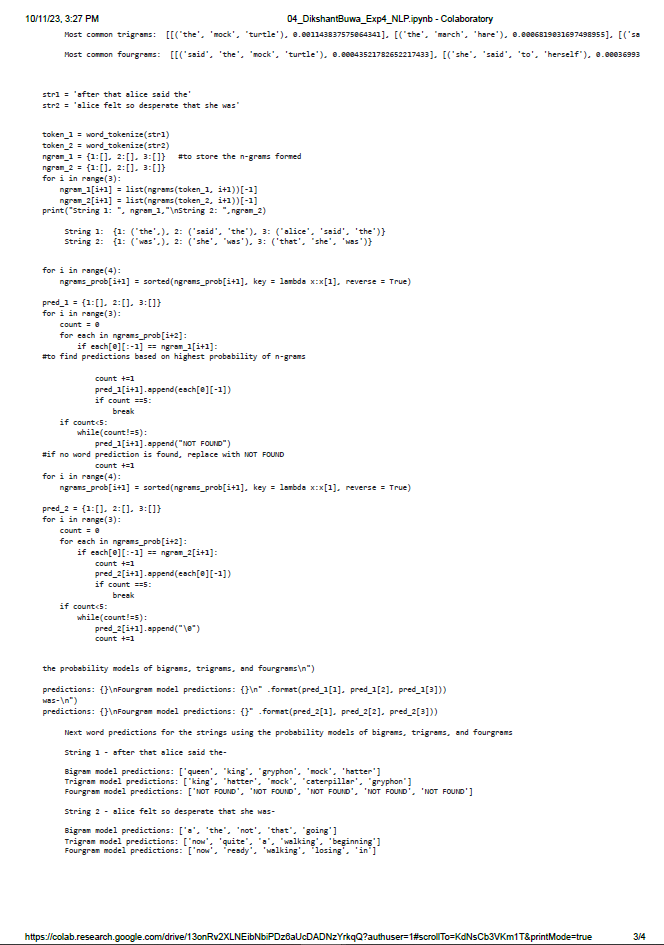 10/11/23, 3:27 PM 04_DikshantBuwa_Exp4_NLP.ipynb - Colaboratory
Most common trigrams: [[('the', 'mock', 'turtle'), 0.001143837575064341], [('the', 'march', 'hare'), 0.0006819031697498955], [('sa
Most common fourgrams: [[('said', 'the', 'mock', 'turtle'), 0.00043521782652217433], [('she', 'said', 'to', 'herself'), 0.00036993
str1 = 'after that alice said the'
str2 = 'alice felt so desperate that she was'
token_1 = word_tokenize(str1)
token_2 = word_tokenize(str2)
ngram_1 = {1:[], 2:[], 3:[]} #to store the n-grams formed
ngram_2 = {1:[], 2:[], 3:[]}
for i in range(3):
ngram_1[i+1] = list(ngrams(token_1, i+1))[-1]
ngram_2[i+1] = list(ngrams(token_2, i+1))[-1]
print("String 1: ", ngram_1,"\nString 2: ",ngram_2)
String 1: {1: ('the',), 2: ('said', 'the'), 3: ('alice', 'said', 'the')}
String 2: {1: ('was',), 2: ('she', 'was'), 3: ('that', 'she', 'was')}
for i in range(4):
ngrams_prob[i+1] = sorted(ngrams_prob[i+1], key = lambda x:x[1], reverse = True)
pred_1 = {1:[], 2:[], 3:[]}
for i in range(3):
count = 0
for each in ngrams_prob[i+2]:
if each[0][:-1] == ngram_1[i+1]:
#to find predictions based on highest probability of n-grams
count +=1
pred_1[i+1].append(each[0][-1])
if count ==5:
break
if count<5:
while(count!=5):
pred_1[i+1].append("NOT FOUND")
#if no word prediction is found, replace with NOT FOUND
count +=1
for i in range(4):
ngrams_prob[i+1] = sorted(ngrams_prob[i+1], key = lambda x:x[1], reverse = True)
pred_2 = {1:[], 2:[], 3:[]}
for i in range(3):
count = 0
for each in ngrams_prob[i+2]:
if each[0][:-1] == ngram_2[i+1]:
count +=1
pred_2[i+1].append(each[0][-1])
if count ==5:
break
if count<5:
while(count!=5):
pred_2[i+1].append("\0")
count +=1
the probability models of bigrams, trigrams, and fourgrams\n")
predictions: {}\nFourgram model predictions: {}\n" .format(pred_1[1], pred_1[2], pred_1[3]))
was-\n")
predictions: {}\nFourgram model predictions: {}" .format(pred_2[1], pred_2[2], pred_2[3]))
Next word predictions for the strings using the probability models of bigrams, trigrams, and fourgrams
String 1 - after that alice said the-
Bigram model predictions: ['queen', 'king', 'gryphon', 'mock', 'hatter']
Trigram model predictions: ['king', 'hatter', 'mock', 'caterpillar', 'gryphon']
Fourgram model predictions: ['NOT FOUND', 'NOT FOUND', 'NOT FOUND', 'NOT FOUND', 'NOT FOUND']
String 2 - alice felt so desperate that she was-
Bigram model predictions: ['a', 'the', 'not', 'that', 'going']
Trigram model predictions: ['now', 'quite', 'a', 'walking', 'beginning']
Fourgram model predictions: ['now', 'ready', 'walking', 'losing', 'in']
https://colab.research.google.com/drive/13onRv2XLNEibNbiPDz6aUcDADNzYrkqQ?authuser=1#scrollTo=KdNsCb3VKm1T&printMode=true 3/4